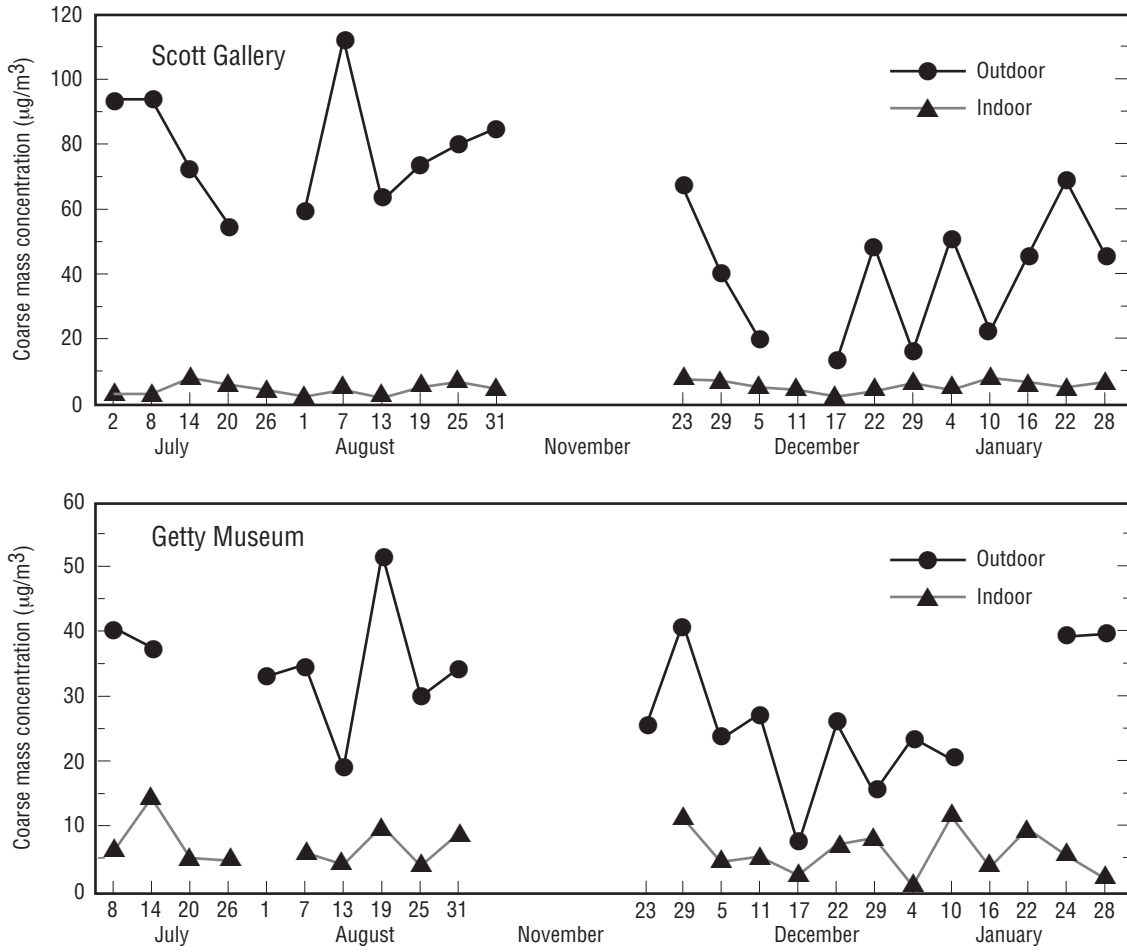 120
Scott Gallery
Outdoor
100
Indoor
80
60
40
20
0
Coarse mass concentration (µg/m³)
2 8 14 20 26 1 7 13 19 25 31 23 29 5 11 17 22 29 4 10 16 22 28
July August November December January
60
Getty Museum
Outdoor
50
Indoor
40
30
20
10
0
Coarse mass concentration (µg/m³)
8 14 20 26 1 7 13 19 25 31 23 29 5 11 17 22 29 4 10 16 22 24 28
July August November December January